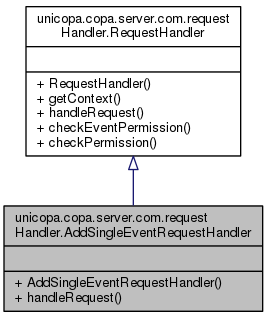 unicopa.copa.server.com.request
Handler.RequestHandler
+ RequestHandler()
+ getContext()
+ handleRequest()
+ checkEventPermission()
+ checkPermission()
unicopa.copa.server.com.request
Handler.AddSingleEventRequestHandler
+ AddSingleEventRequestHandler()
+ handleRequest()